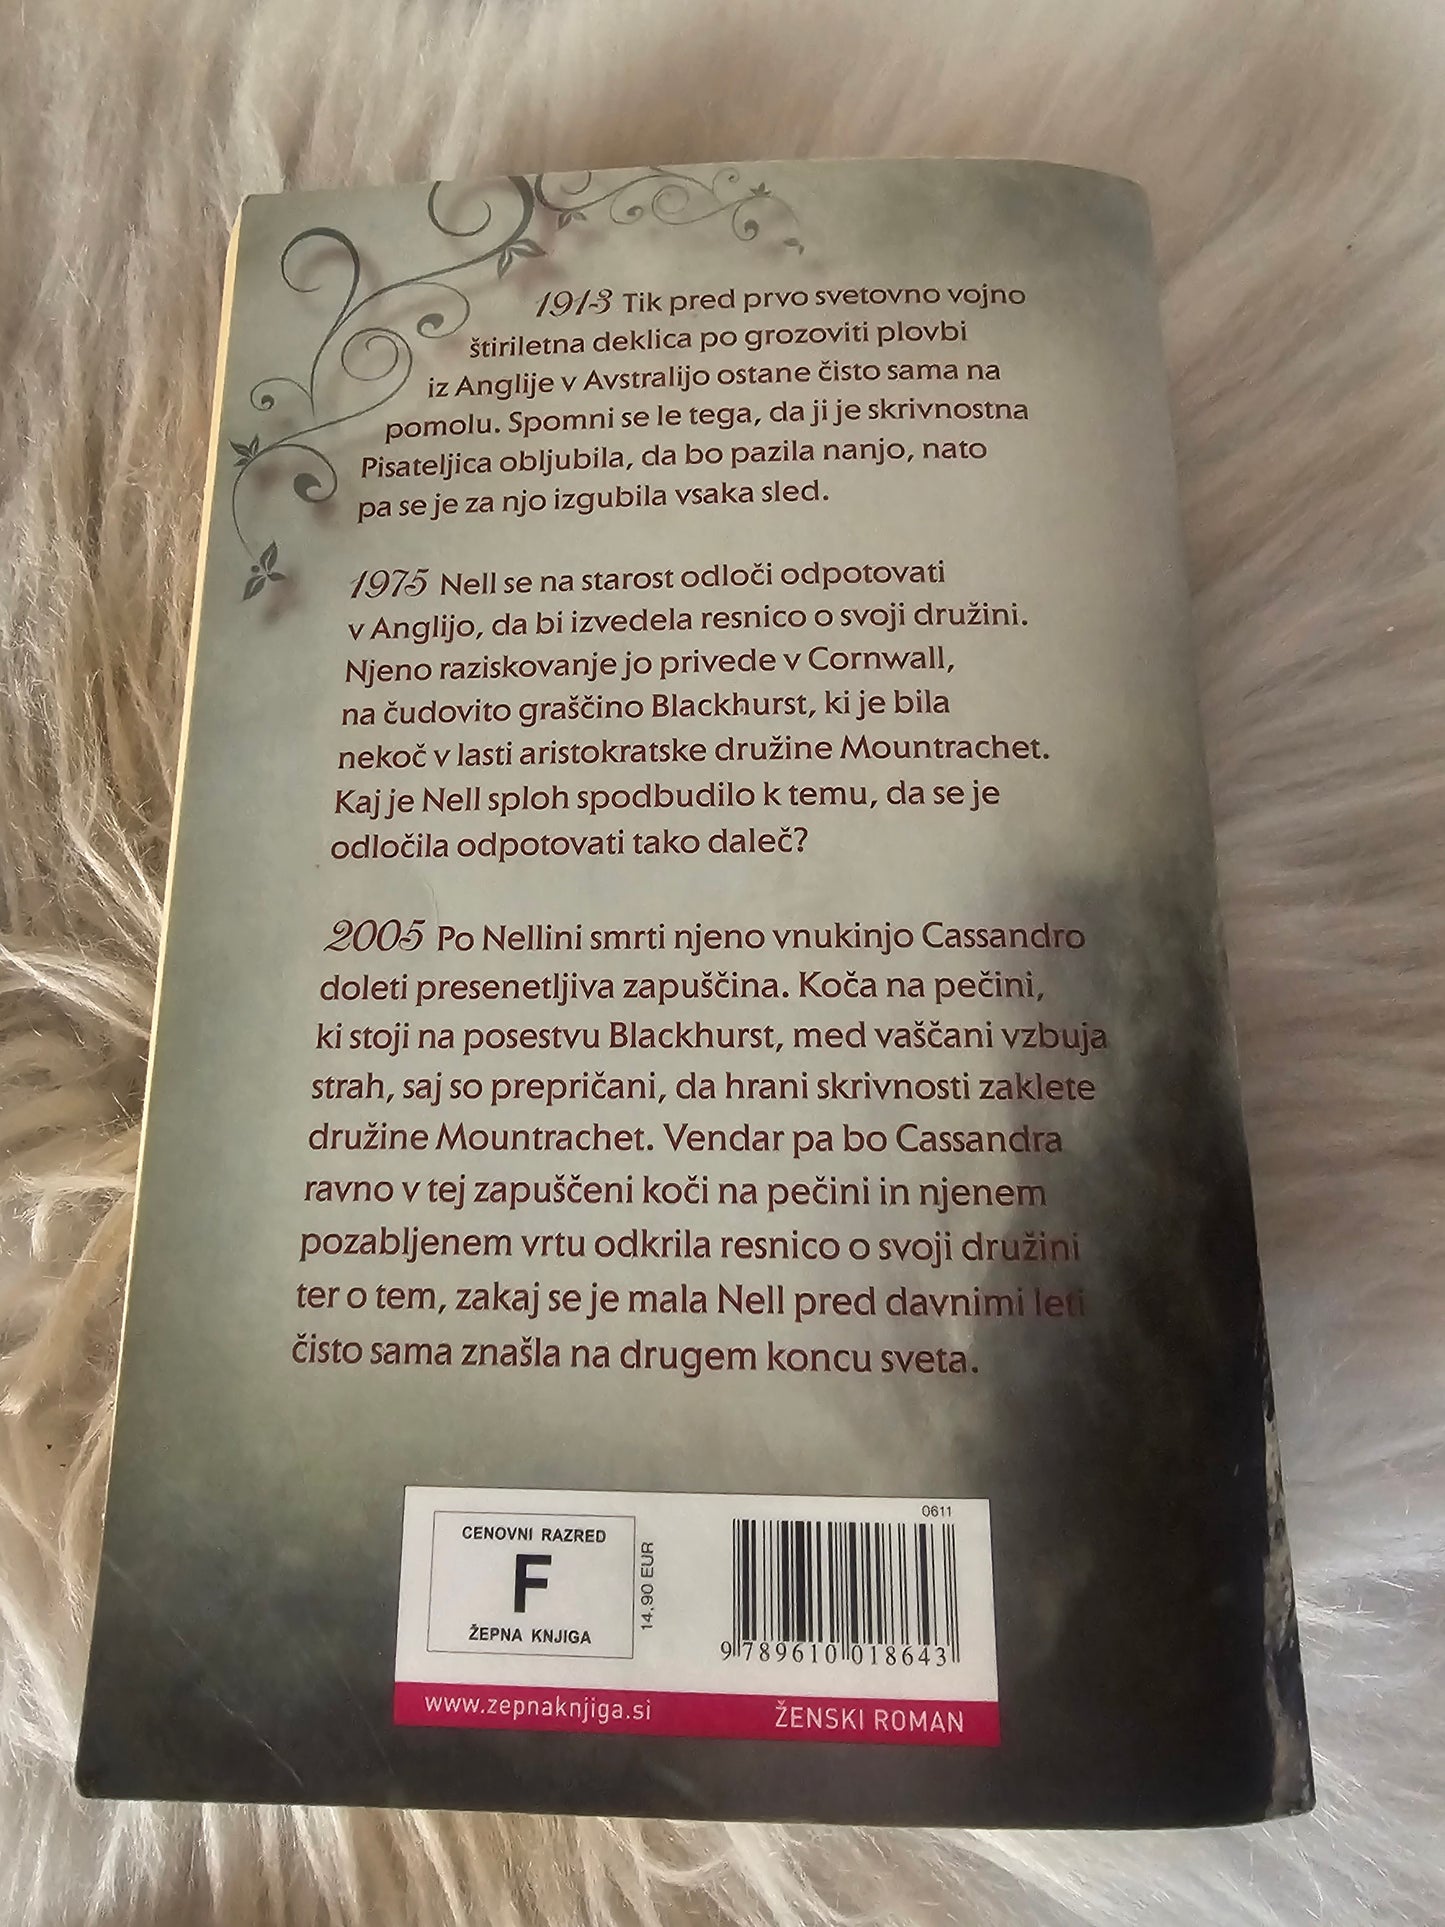 1913 Tik pred prvo svetovno vojno
štiriletna deklica po grozoviti plovbi
iz Anglije v Avstralijo ostane čisto sama na
pomolu. Spomni se le tega, da ji je skrivnostna
Pisateljica obljubila, da bo pazila nanjo, nato
pa se je za njo izgubila vsaka sled.
1975 Nell se na starost odloči odpotovati
v Anglijo, da bi izvedela resnico o svoji družini.
Njeno raziskovanje jo privede v Cornwall,
na čudovito graščino Blackhurst, ki je bila
nekoč v lasti aristokratske družine Mountrachet.
Kaj je Nell sploh spodbudilo k temu, da se je
odločila odpotovati tako daleč?
2005 Po Nellini smrti njeno vnukinjo Cassandro
doleti presenetljiva zapuščina. Koča na pečini,
ki stoji na posestvu Blackhurst, med vaščani vzbuja
strah, saj so prepričani, da hrani skrivnosti zaklete
družine Mountrachet. Vendar pa bo Cassandra
ravno v tej zapuščeni koči na pečini in njenem
pozabljenem vrtu odkrila resnico o svoji družini
ter o tem, zakaj se je mala Nell pred davnimi leti
čisto sama znašla na drugem koncu sveta.
CENOVNI RAZRED
F
ŽEPNA KNJIGA
14,90 EUR
0611
9 789610 018643
www.zepnaknjiga.si
ŽENSKI ROMAN